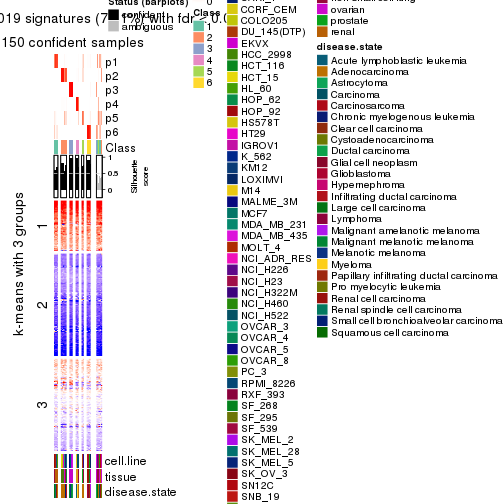 Status (barplots)
confident
ambiguous
019 signatures (7 1%) with fdr < 0.0
150 confident samples
p1
p2
p3
p4
p5
p6
Class
Class
1
2
3
4
5
6
1
0.5
0
Silhouette
score
k-means with 3 groups
1
2
3
cell.line
tissue
disease.state
CCRF_CEM
COLO205
DU_145(DTP)
EKVX
HCC_2998
HCT_116
HCT_15
HL_60
HOP_62
HOP_92
HS578T
HT29
IGROV1
K_562
KM12
LOXIMVI
M14
MALME_3M
MCF7
MDA_MB_231
MDA_MB_435
MOLT_4
NCI_ADR_RES
NCI_H226
NCI_H23
NCI_H322M
NCI_H460
NCI_H522
OVCAR_3
OVCAR_4
OVCAR_5
OVCAR_8
PC_3
RPMI_8226
RXF_393
SF_268
SF_295
SF_539
SK_MEL_2
SK_MEL_28
SK_MEL_5
SK_OV_3
SN12C
SNB_19
ovarian
prostate
renal
disease.state
Acute lymphoblastic leukemia
Adenocarcinoma
Astrocytoma
Carcinoma
Carcinosarcoma
Chronic myelogenous leukemia
Clear cell carcinoma
Cystoadenocarcinoma
Ductal carcinoma
Glial cell neoplasm
Glioblastoma
Hypernephroma
Infiltrating ductal carcinoma
Large cell carcinoma
Lymphoma
Malignant amelanotic melanoma
Malignant melanotic melanoma
Melanotic melanoma
Myeloma
Papillary infiltrating ductal carcinoma
Pro myelocytic leukemia
Renal cell carcinoma
Renal spindle cell carcinoma
Small cell bronchioalveolar carcinoma
Squamous cell carcinoma